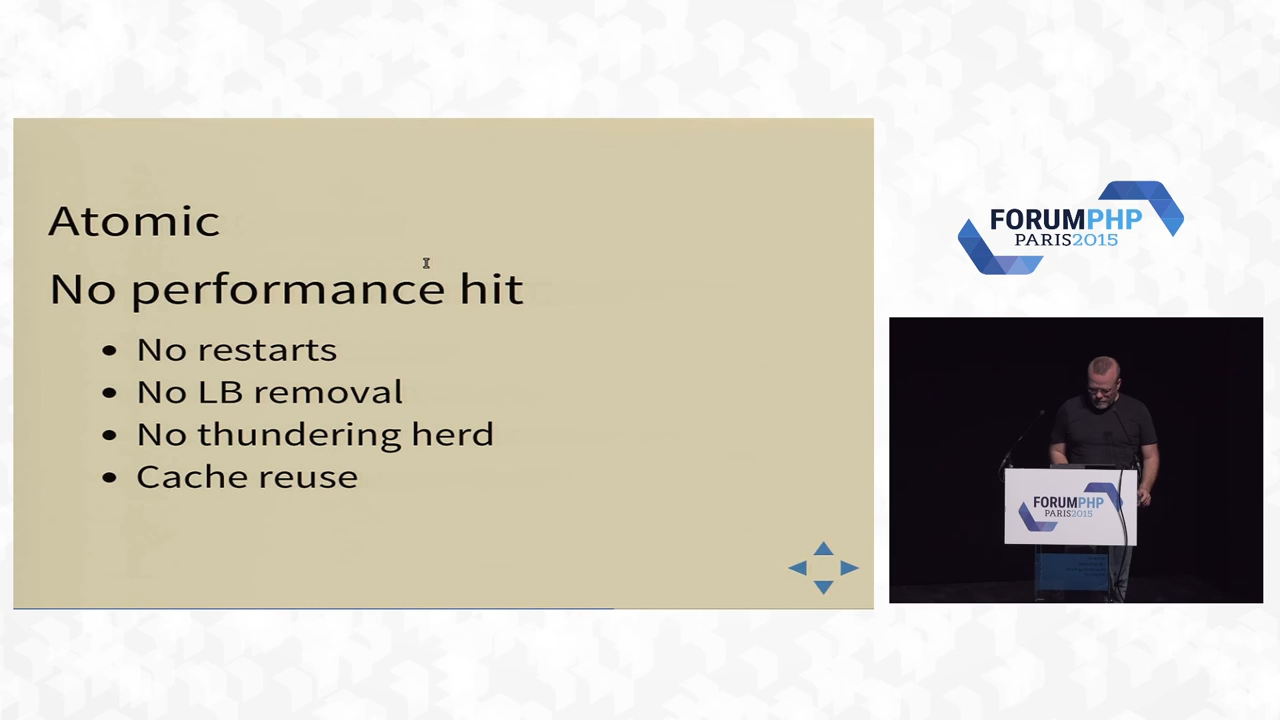 Atomic
No performance hit
No restarts
No LB removal
No thundering herd
Cache reuse
FORUMPHP
PARIS2015
FORUMPHP
PARIS2015